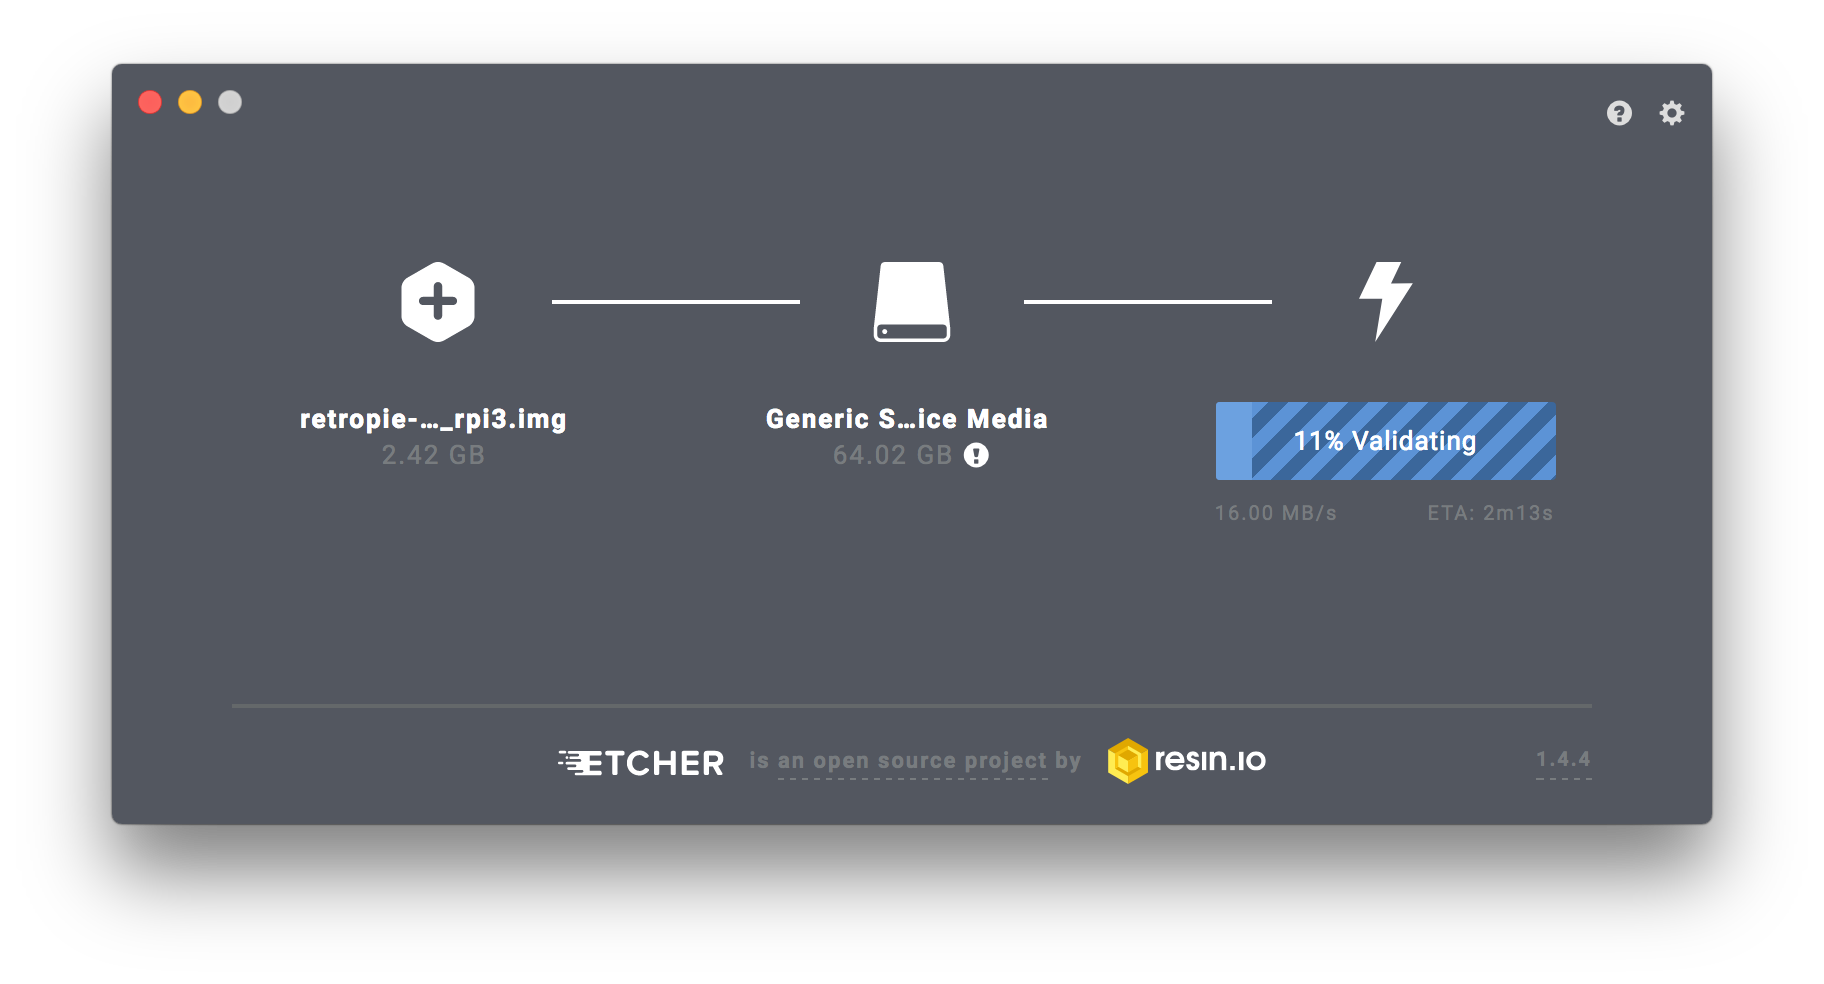 retropie-..._rpi3.img
2.42 GB
Generic S...ice Media
64.02 GB
11% Validating
16.00 MB/s
ETA: 2m13s
ETCHER is an open source project by resin.io
1.4.4